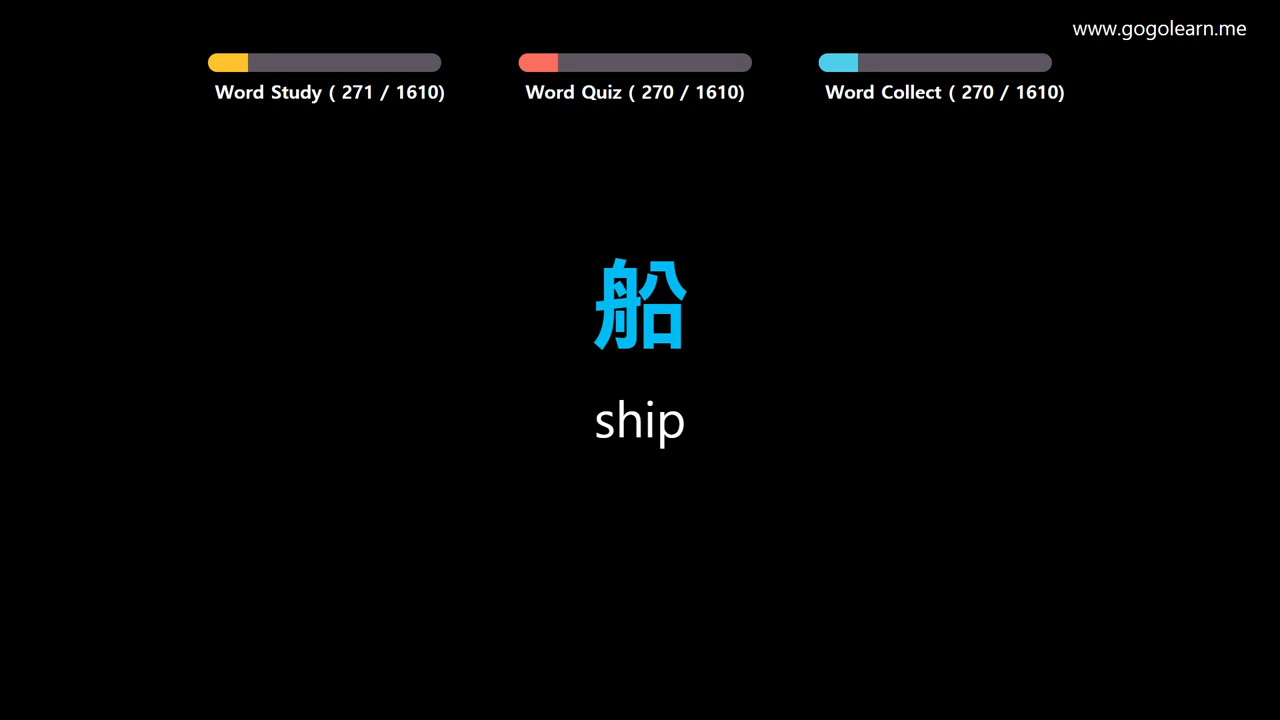 www.gogolearn.me
Word Study ( 271 / 1610)
Word Quiz ( 270 / 1610)
Word Collect ( 270 / 1610)
船
ship